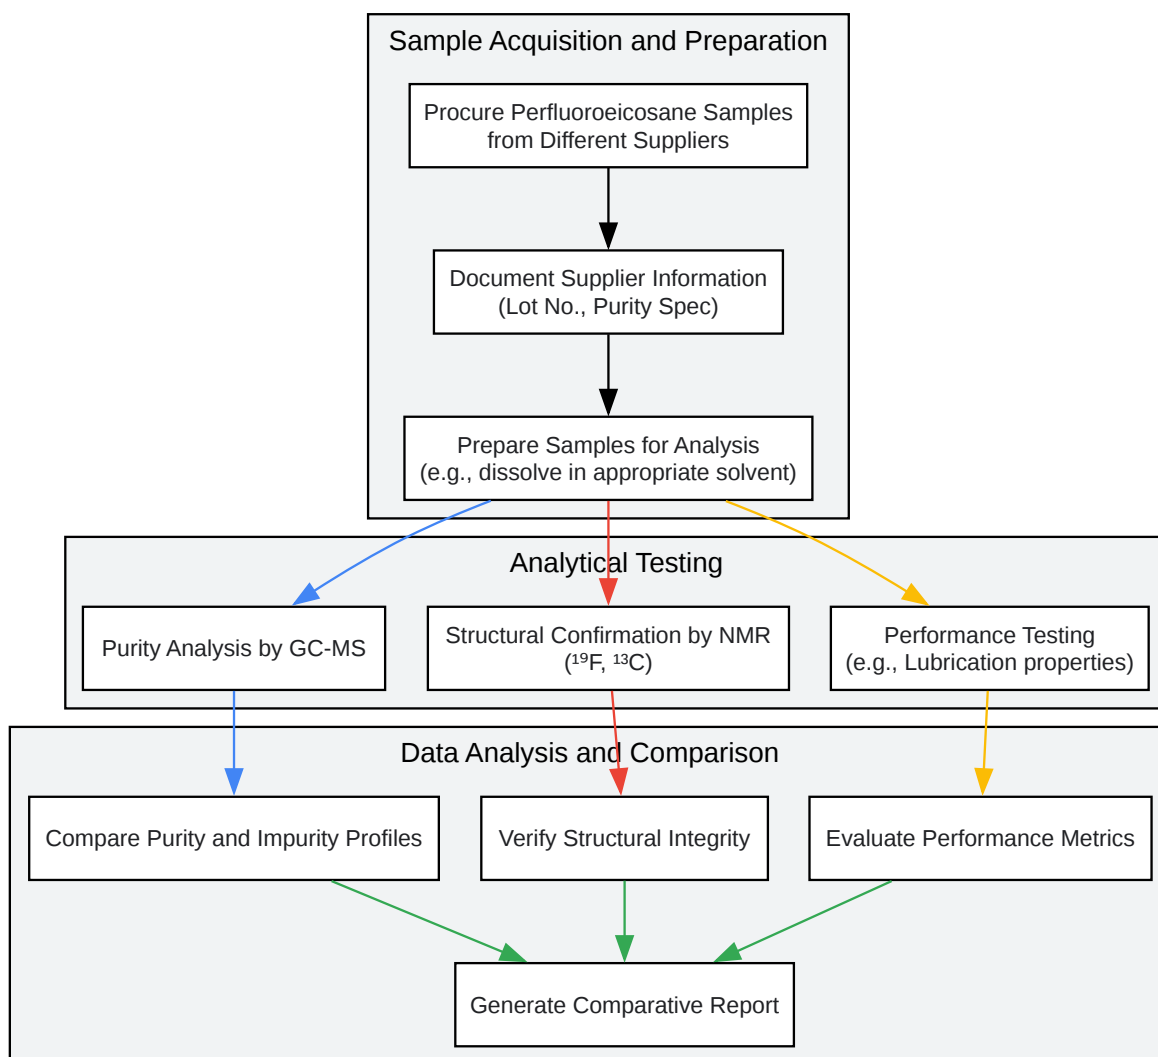 Sample Acquisition and Preparation
Procure Perfluoroeicosane Samples
from Different Suppliers
Document Supplier Information
(Lot No., Purity Spec)
Prepare Samples for Analysis
(e.g., dissolve in appropriate solvent)
Analytical Testing
Purity Analysis by GC-MS
Structural Confirmation by NMR
(¹⁹F, ¹³C)
Performance Testing
(e.g., Lubrication properties)
Data Analysis and Comparison
Compare Purity and Impurity Profiles
Verify Structural Integrity
Evaluate Performance Metrics
Generate Comparative Report